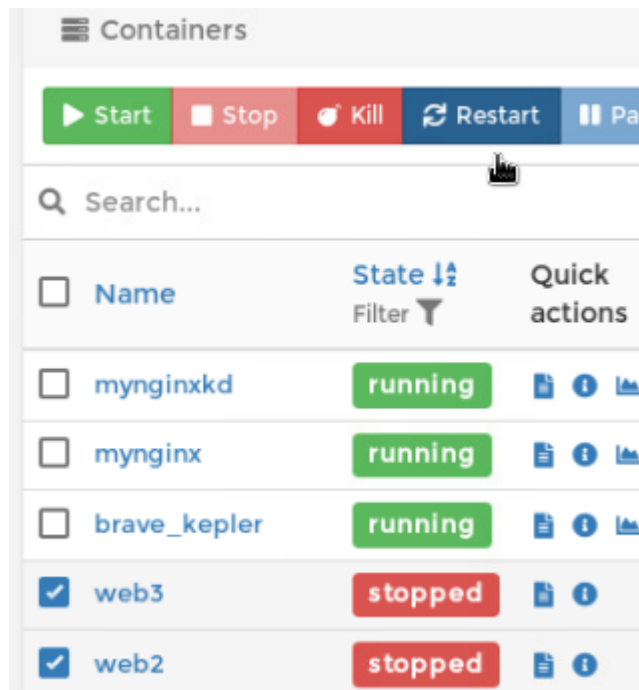 Containers
Start Stop Kill Restart Pa
Search...
Name State Quick actions
Filter
mynginxkd running
mynginx running
brave_kepler running
web3 stopped
web2 stopped